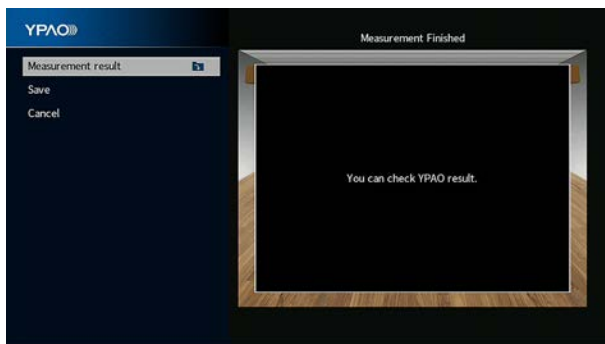 YPAO
Measurement Finished
Measurement result
Save
Cancel
You can check YPAO result.